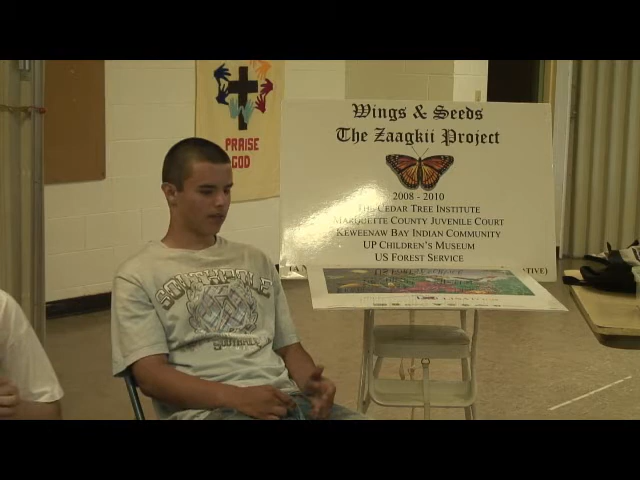 PRAISE
GOD
Wings & Seeds
The Zaagkii Project
2008 - 2010
The Cedar Tree Institute
Marquette County Juvenile Court
Keweenaw Bay Indian Community
UP Children's Museum
US Forest Service
SOUTHPOLE